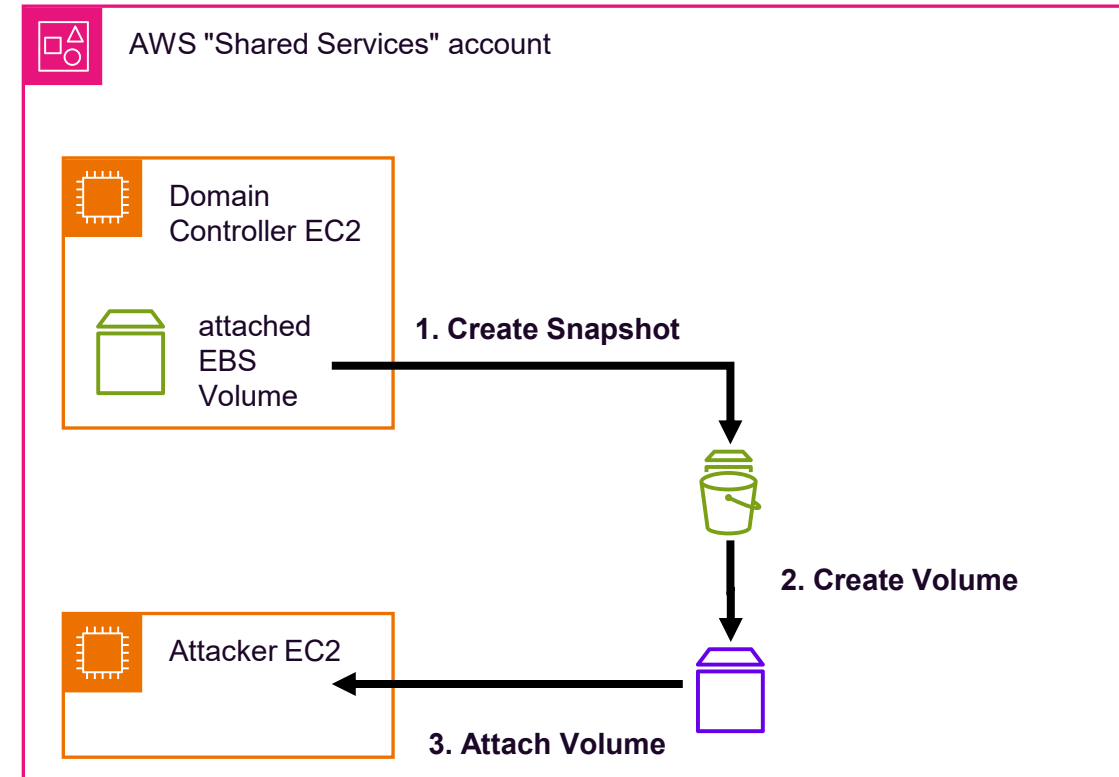 AWS "Shared Services" account
Domain
Controller EC2
attached
EBS
Volume
1. Create Snapshot
2. Create Volume
Attacker EC2
3. Attach Volume